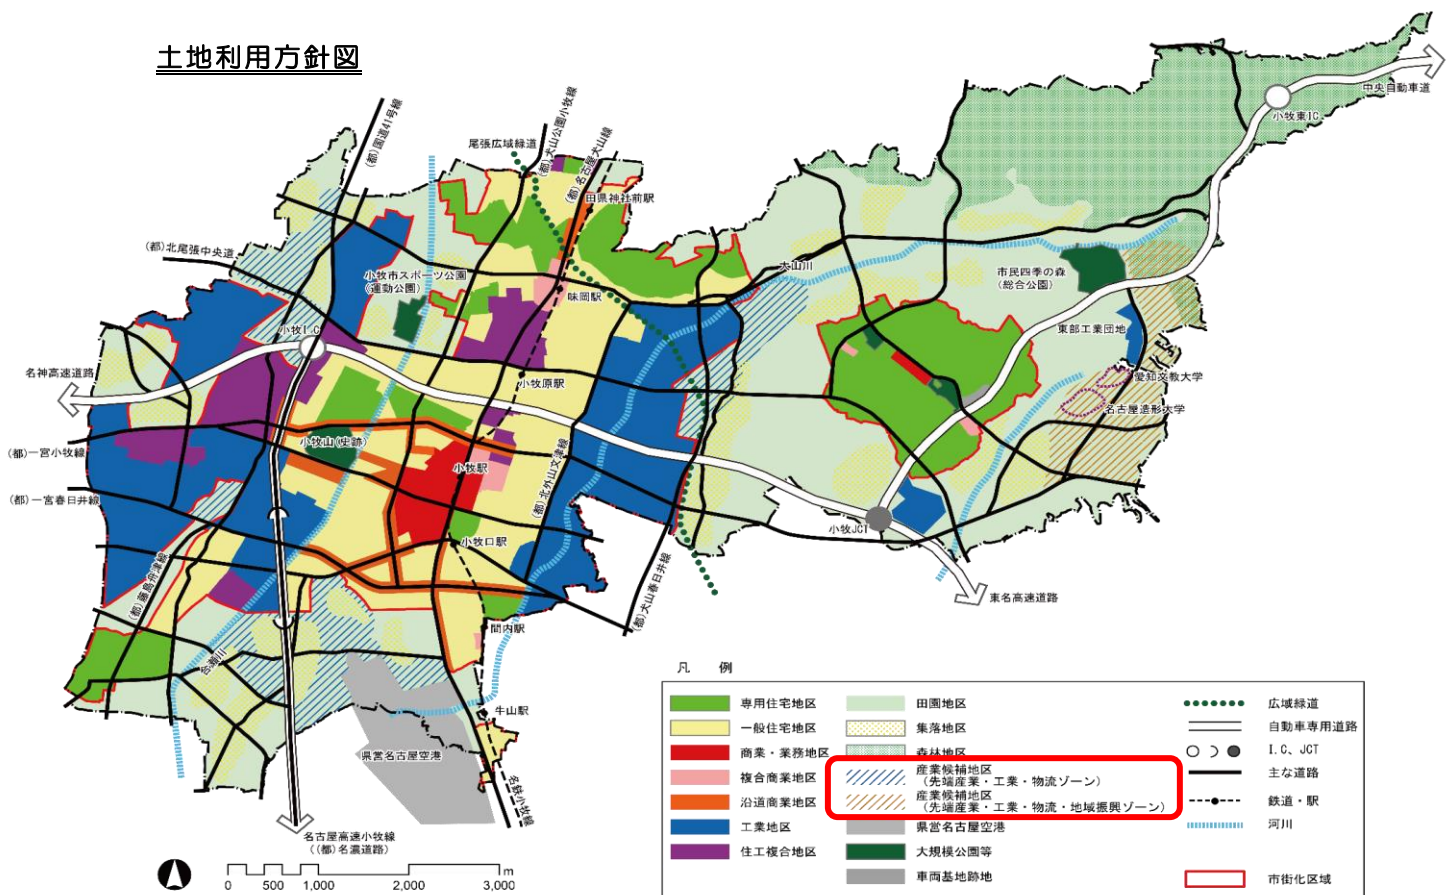 土地利用方針図
中央自動車道
小牧東IC
(都)国道41号線
尾張広域緑道
(都)犬山公園小牧線
(都)名古屋犬山線
田県神社前駅
(都)北尾張中央道
小牧市スポーツ公園
(運動公園)
大山川
市民四季の森
(総合公園)
味岡駅
小牧I.C
東部工業団地
名神高速道路
小牧原駅
愛知文教大学
名古屋造形大学
小牧山(史跡)
(都)一宮小牧線
小牧駅
(都)北外山文津線
(都)一宮春日井線
小牧JCT
小牧口駅
(都)藤島舟津線
(都)犬山春日井線
東名高速道路
間内駅
合瀬川
牛山駅
県営名古屋空港
名鉄小牧線
名古屋高速小牧線
((都)名濃道路)
0 500 1,000 2,000 3,000
m
凡 例
専用住宅地区
一般住宅地区
商業・業務地区
複合商業地区
沿道商業地区
工業地区
住工複合地区
田園地区
集落地区
森林地区
産業候補地区
(先端産業・工業・物流ゾーン)
産業候補地区
(先端産業・工業・物流・地域振興ゾーン)
県営名古屋空港
大規模公園等
車両基地跡地
広域緑道
自動車専用道路
I.C、JCT
主な道路
鉄道・駅
河川
市街化区域